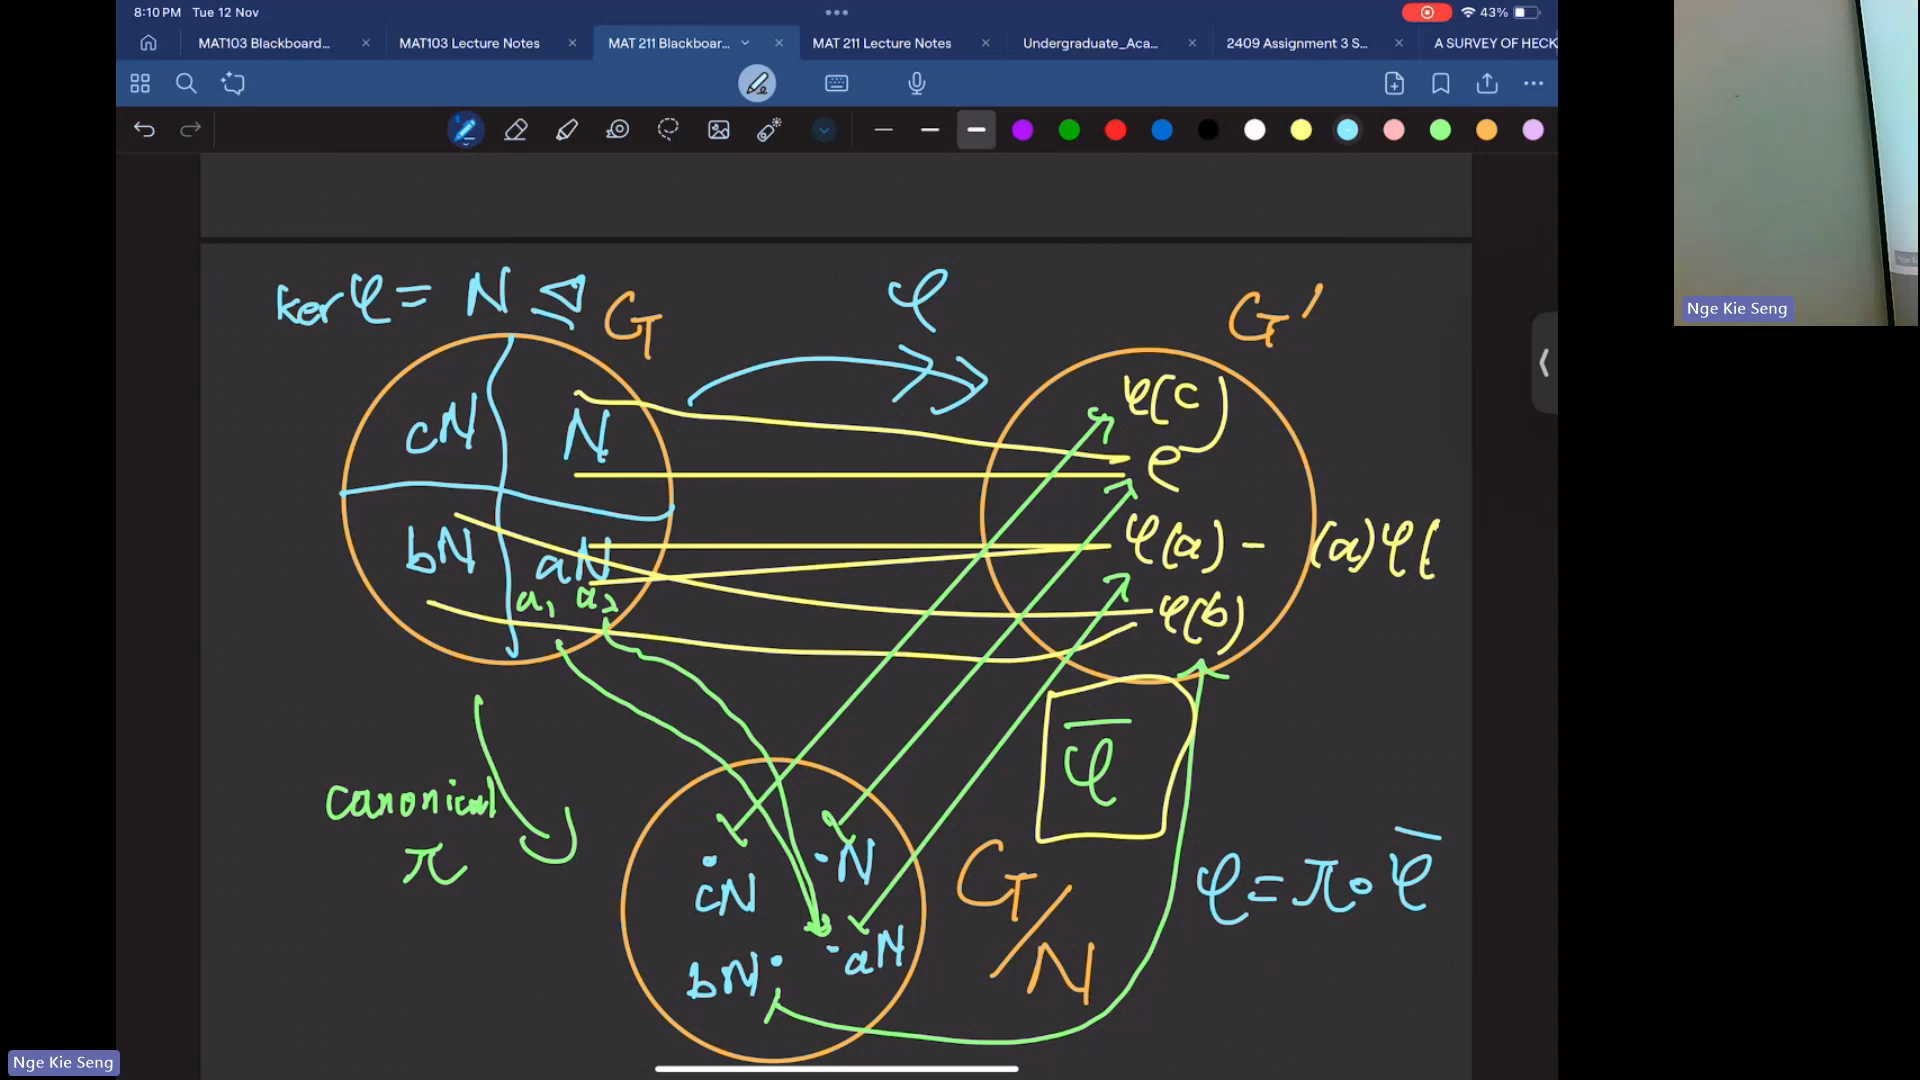 8:10 PM Tue 12 Nov
43%
MAT103 Blackboard...
MAT103 Lecture Notes
MAT 211 Blackboar...
MAT 211 Lecture Notes
Undergraduate_Aca...
2409 Assignment 3 S...
A SURVEY OF HECK
Nge Kie Seng
ker φ = N ⊴ G
φ
G'
cN
N
bN
aN
a₁ a₂
φ(c)
e
φ(a) - (a)φ(
φ(b)
canonical
π
φ̅
cN
N
bN
aN
G/N
φ = π∘φ̅
Nge Kie Seng